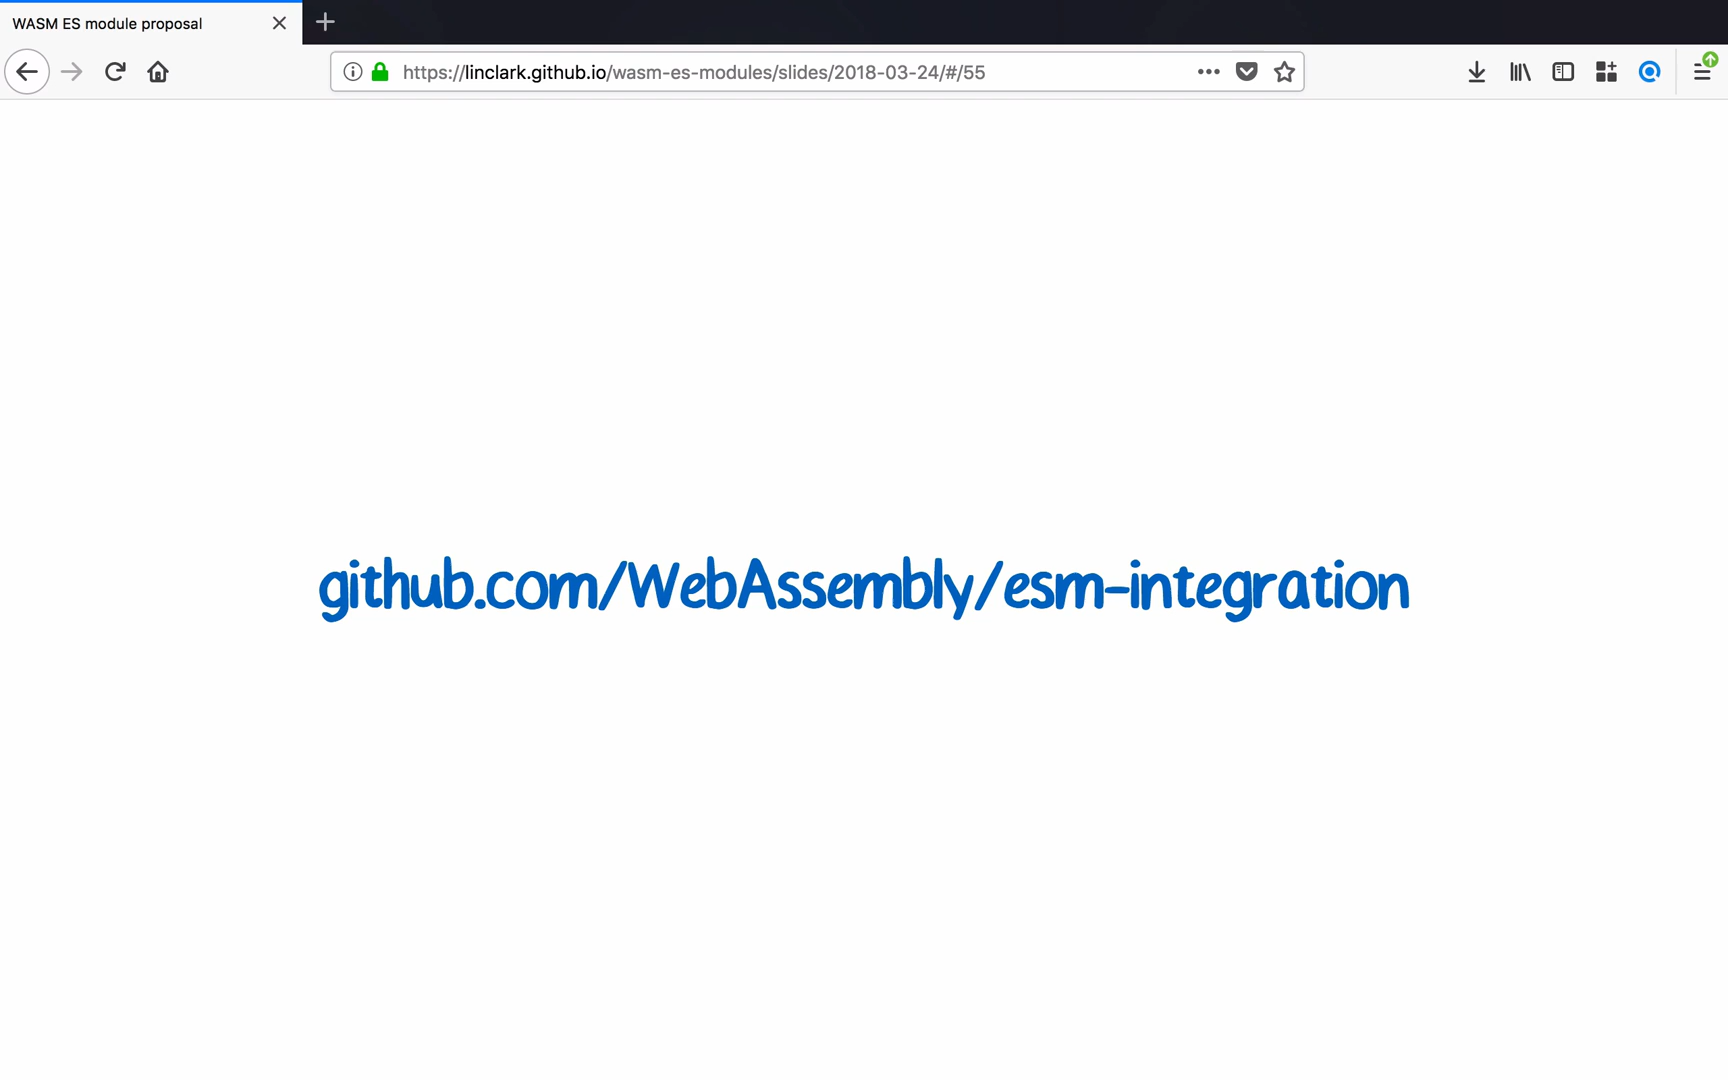 WASM ES module proposal
https://linclark.github.io/wasm-es-modules/slides/2018-03-24/#/55
github.com/WebAssembly/esm-integration